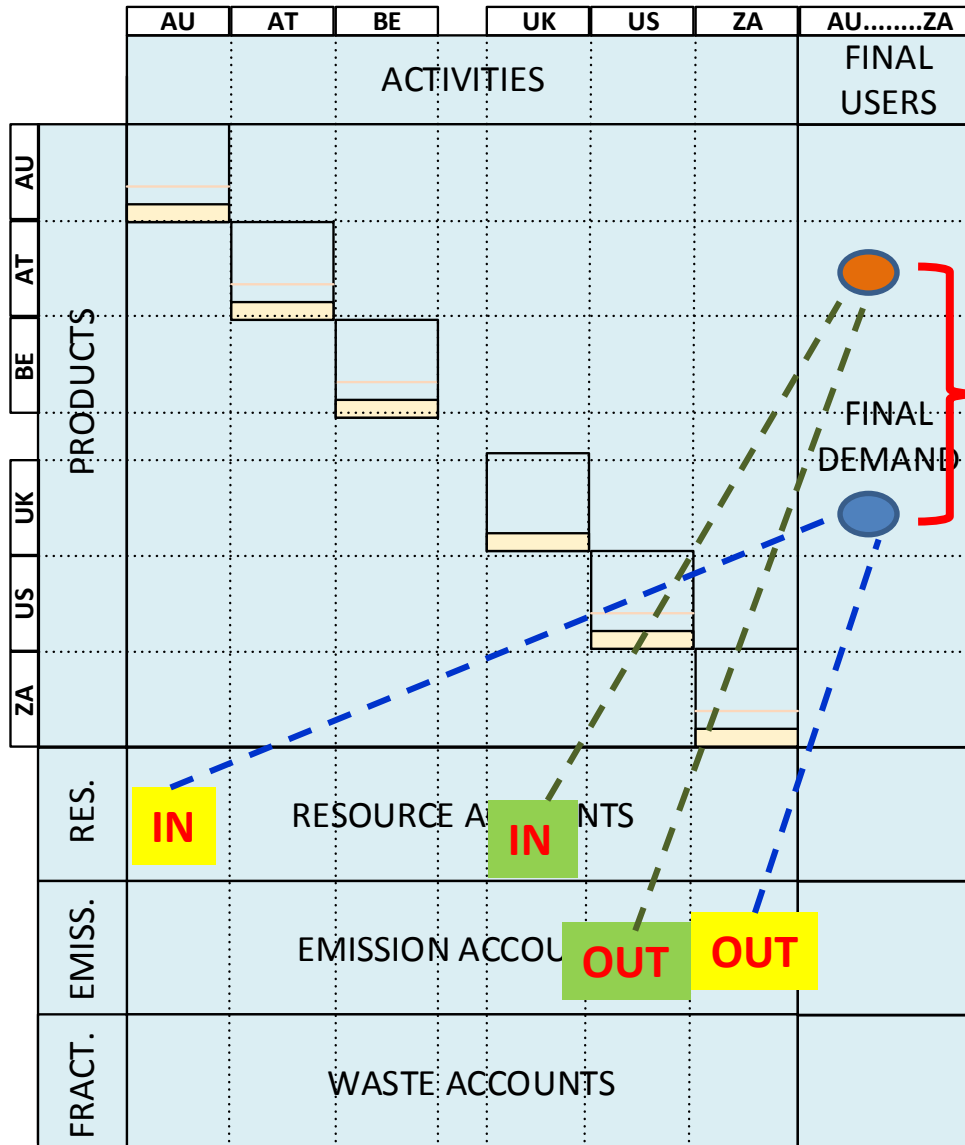 AU AT BE UK US ZA AU........ZA
ACTIVITIES
FINAL
USERS
AU
AT
BE
UK
US
ZA
PRODUCTS
FINAL
DEMAND
RES.
IN
RESOURCE A
IN
NTS
EMISS.
EMISSION ACCOU
OUT
OUT
FRACT.
WASTE ACCOUNTS